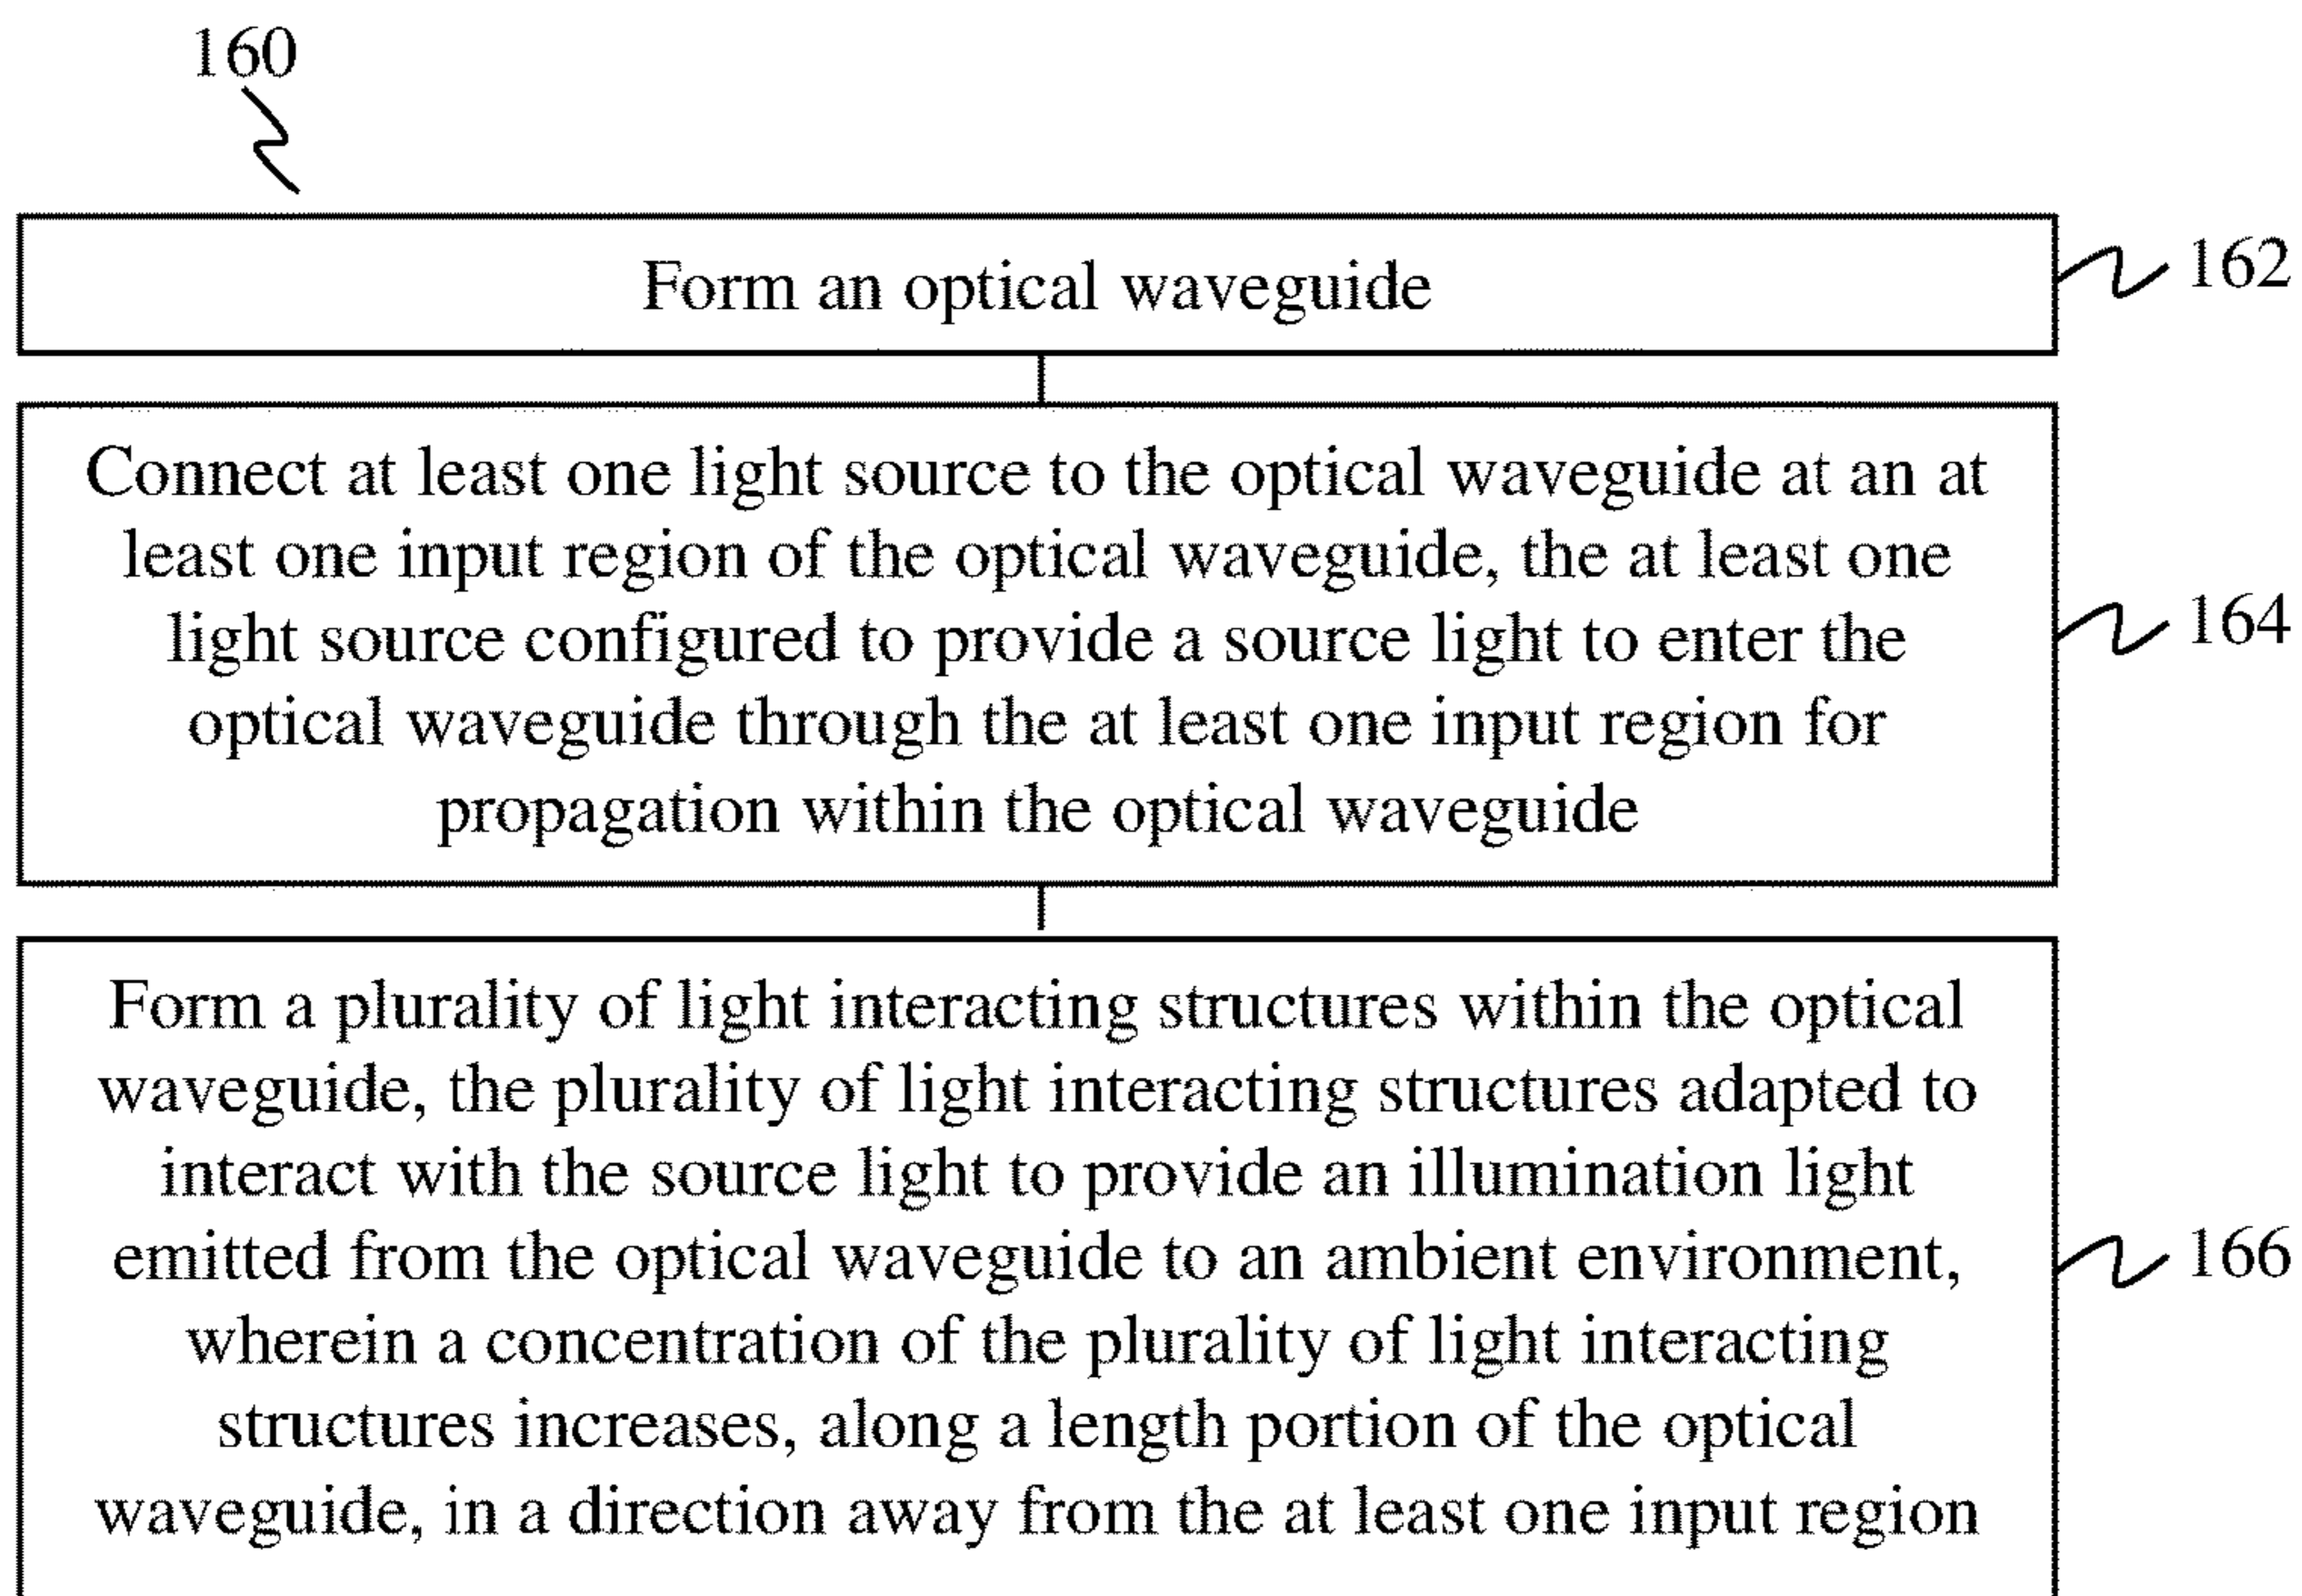 160
Form an optical waveguide
162
Connect at least one light source to the optical waveguide at an at
least one input region of the optical waveguide, the at least one
light source configured to provide a source light to enter the
optical waveguide through the at least one input region for
propagation within the optical waveguide
164
Form a plurality of light interacting structures within the optical
waveguide, the plurality of light interacting structures adapted to
interact with the source light to provide an illumination light
emitted from the optical waveguide to an ambient environment,
wherein a concentration of the plurality of light interacting
structures increases, along a length portion of the optical
waveguide, in a direction away from the at least one input region
166